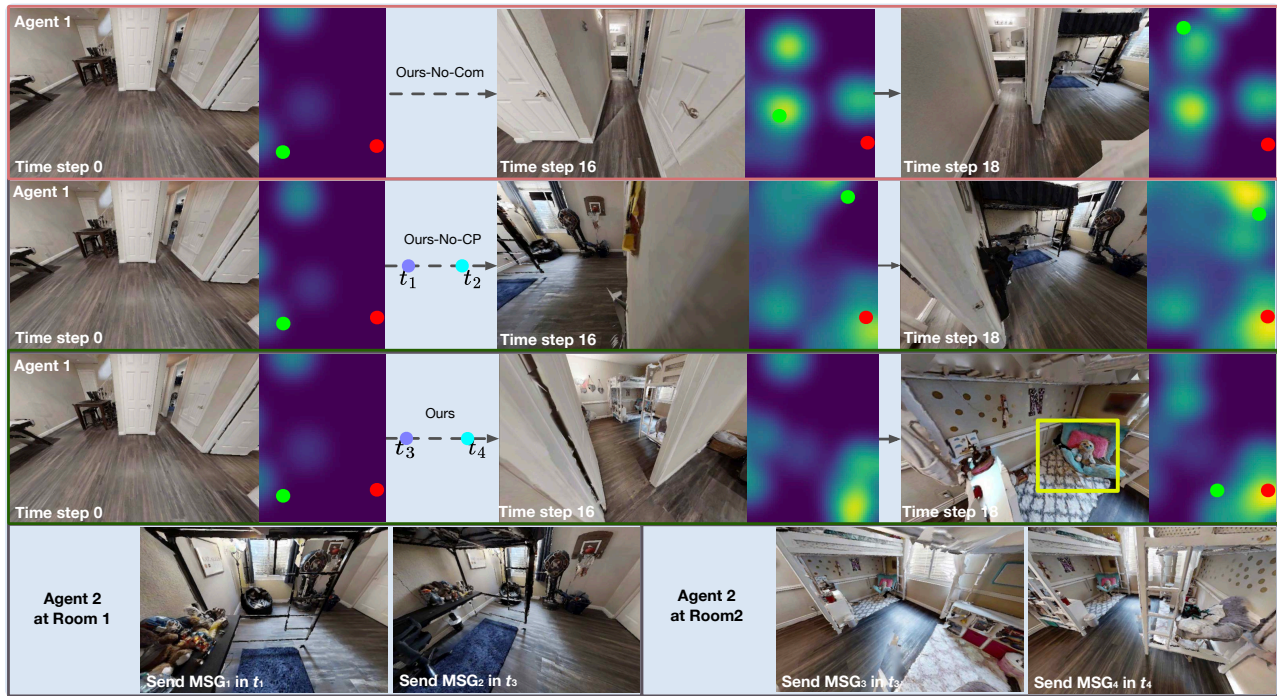 Agent 1
Ours-No-Com
Time step 0
Time step 16
Time step 18
Agent 1
Ours-No-CP
t1
t2
Time step 0
Time step 16
Time step 18
Agent 1
Ours
t3
t4
Time step 0
Time step 16
Time step 18
Agent 2
at Room 1
Send MSG1 in t1
Send MSG2 in t3
Agent 2
at Room2
Send MSG3 in t3
Send MSG4 in t4